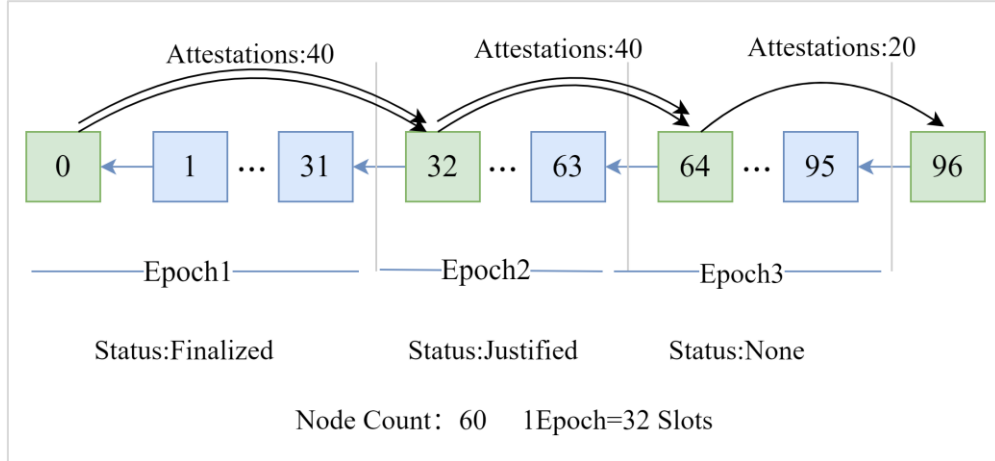 Attestations:40 Attestations:40 Attestations:20
0 1 ... 31 32 ... 63 64 ... 95 96
Epoch1 Epoch2 Epoch3
Status:Finalized Status:Justified Status:None
Node Count：60 1Epoch=32 Slots